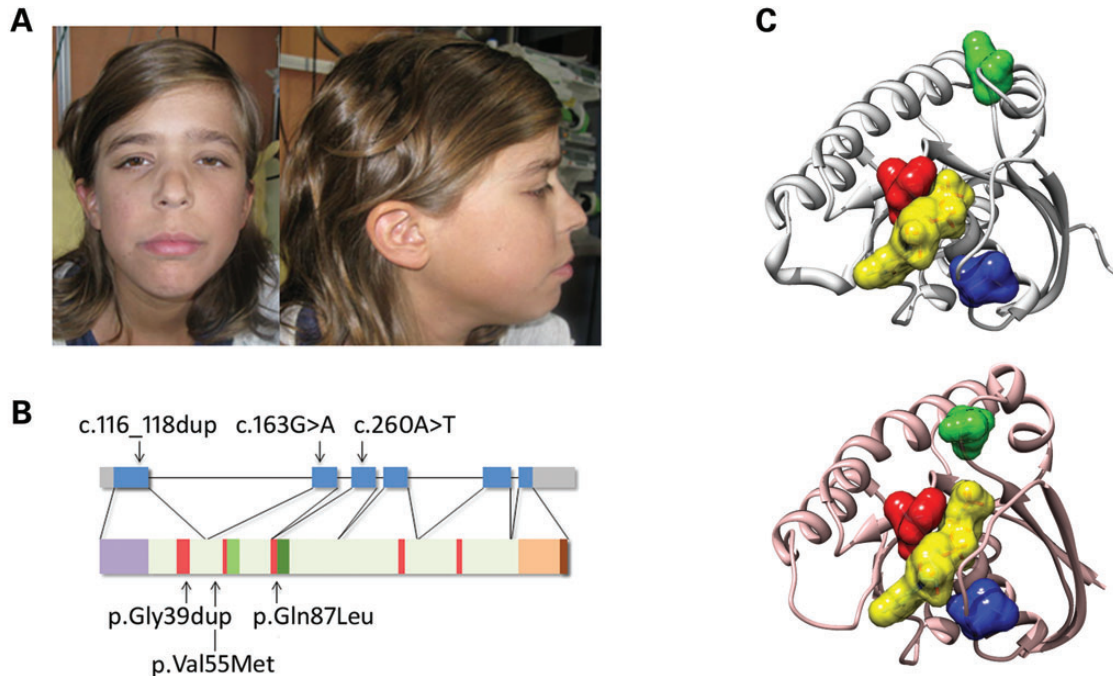 A
C
B
c.116_118dup
c.163G>A
c.260A>T
p.Gly39dup
p.Gln87Leu
p.Val55Met